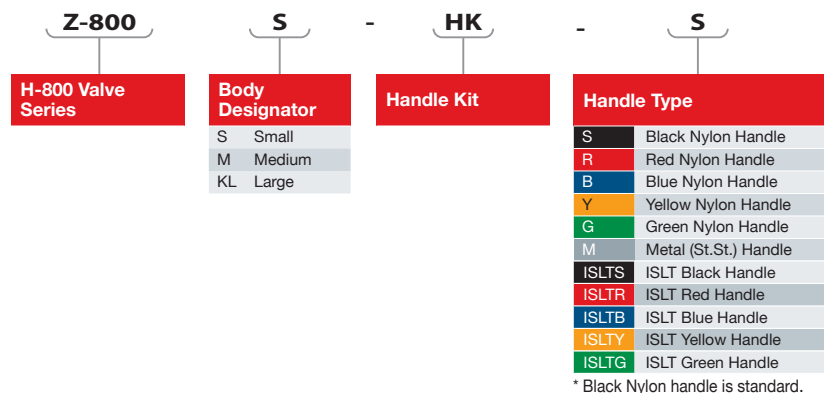 Z-800 S - HK - S
H-800 Valve Series
Body Designator
Handle Kit
Handle Type
S Small
M Medium
KL Large
S Black Nylon Handle
R Red Nylon Handle
B Blue Nylon Handle
Y Yellow Nylon Handle
G Green Nylon Handle
M Metal (St.St.) Handle
ISLTS ISLT Black Handle
ISLTR ISLT Red Handle
ISLTB ISLT Blue Handle
ISLTY ISLT Yellow Handle
ISLTG ISLT Green Handle
* Black Nylon handle is standard.